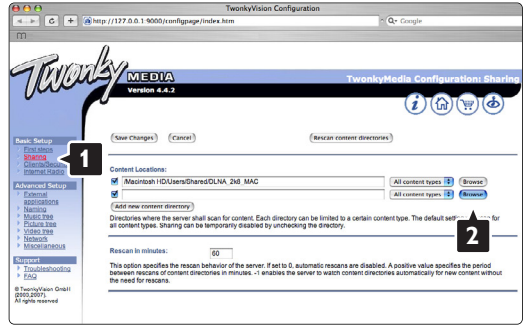 TwonkyVision Configuration
http://127.0.0.1:9000/configpage/index.htm
Google
Twonky
MEDIA
Version 4.4.2
TwonkyMedia Configuration: Sharing
Basic Setup
First steps
Sharing
Clients/Security
Internet Radio
Advanced Setup
External
applications
Naming
Music tree
Picture tree
Video tree
Network
Miscellaneous
Support
Troubleshooting
FAQ
© TwonkyVision GmbH
(2003,2007),
All rights reserved
1
Save Changes
Cancel
Rescan content directories
Content Locations:
/Macintosh HD/Users/Shared/DLNA_2k8_MAC
All content types
Browse
All content types
Browse
Add new content directory
2
Directories where the server shall scan for content. Each directory can be limited to a certain content type. The default setting for
all content types. Sharing can be temporarily disabled by unchecking the directory.
Rescan in minutes:
60
This option specifies the rescan behavior of the server. If set to 0, automatic rescans are disabled. A positive value specifies the period
between rescans of content directories in minutes. -1 enables the server to watch content directories automatically for new content without
the need for rescans.